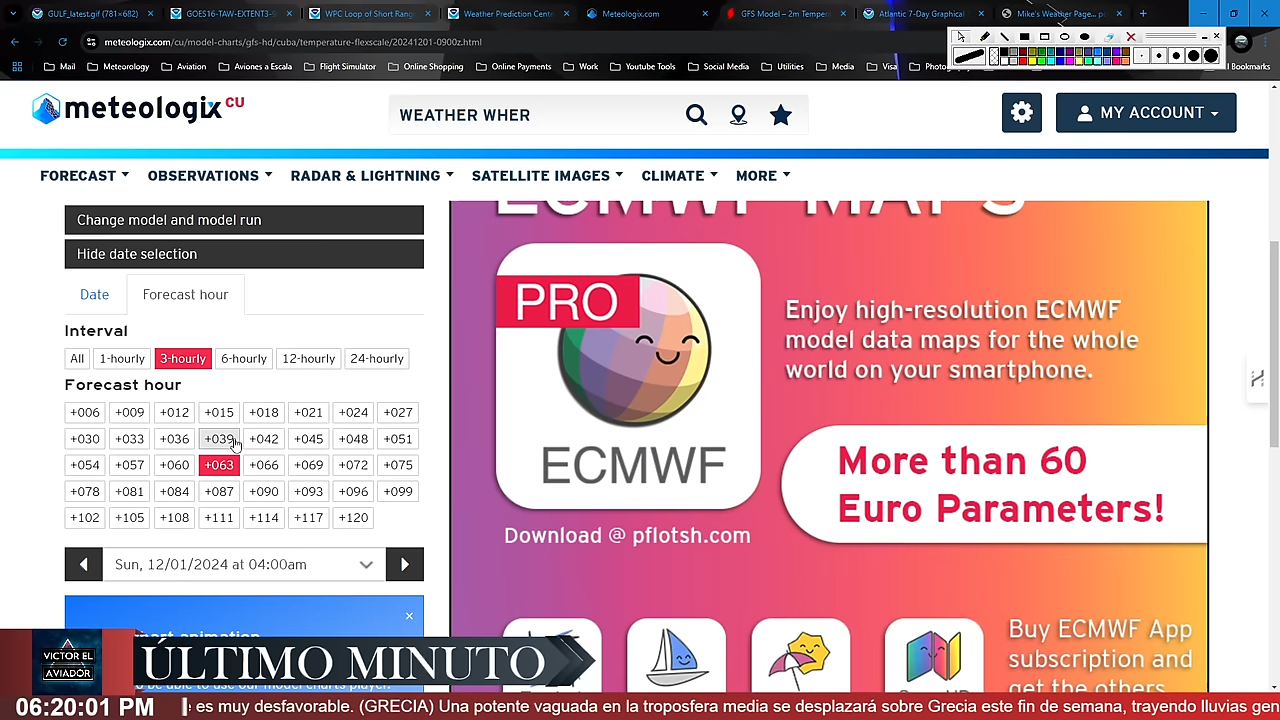 GULF_latest.gif (781×682)
GOES16-TAW-EXTENT3-
WPC Loop of Short Rang
Weather Prediction Cente
Meteologix.com
GFS Model – 2m Temper
Atlantic 7-Day Graphical
Mike's Weather Page... po
meteologix.com/cu/model-charts/gfs-hd/cuba/temperature-flexscale/20241201-0900z.html
Mail
Meteorology
Aviation
Aviones a Escala
Flight Simulator
Online Shopping
Online Payments
Work
Youtube Tools
Social Media
Utilities
Media
Visa
Bookmarks
meteologix CU
WEATHER WHER
MY ACCOUNT
FORECAST
OBSERVATIONS
RADAR & LIGHTNING
SATELLITE IMAGES
CLIMATE
MORE
Change model and model run
Hide date selection
Date
Forecast hour
Interval
All
1-hourly
3-hourly
6-hourly
12-hourly
24-hourly
Forecast hour
+006 +009 +012 +015 +018 +021 +024 +027
+030 +033 +036 +039 +042 +045 +048 +051
+054 +057 +060 +063 +066 +069 +072 +075
+078 +081 +084 +087 +090 +093 +096 +099
+102 +105 +108 +111 +114 +117 +120
Sun, 12/01/2024 at 04:00am
ECMWF MAPS
PRO
ECMWF
Download @ pflotsh.com
Enjoy high-resolution ECMWF
model data maps for the whole
world on your smartphone.
More than 60
Euro Parameters!
Buy ECMWF App
subscription and
get the others
VICTOR EL
AVIADOR
ÚLTIMO MINUTO
06:20:01 PM
e es muy desfavorable. (GRECIA) Una potente vaguada en la troposfera media se desplazará sobre Grecia este fin de semana, trayendo lluvias gen